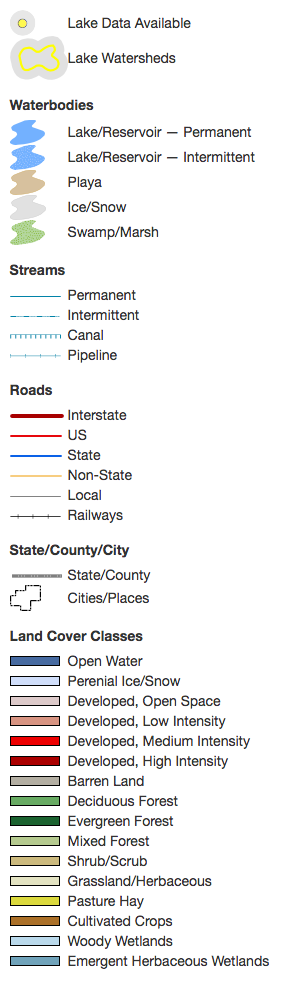 Lake Data Available
Lake Watersheds
Waterbodies
Lake/Reservoir — Permanent
Lake/Reservoir — Intermittent
Playa
Ice/Snow
Swamp/Marsh
Streams
Permanent
Intermittent
Canal
Pipeline
Roads
Interstate
US
State
Non-State
Local
Railways
State/County/City
State/County
Cities/Places
Land Cover Classes
Open Water
Perenial Ice/Snow
Developed, Open Space
Developed, Low Intensity
Developed, Medium Intensity
Developed, High Intensity
Barren Land
Deciduous Forest
Evergreen Forest
Mixed Forest
Shrub/Scrub
Grassland/Herbaceous
Pasture Hay
Cultivated Crops
Woody Wetlands
Emergent Herbaceous Wetlands